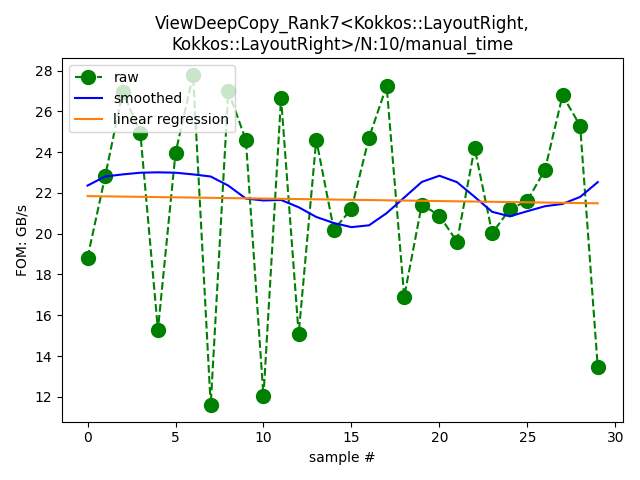 ViewDeepCopy_Rank7<Kokkos::LayoutRight,
Kokkos::LayoutRight>/N:10/manual_time
raw
smoothed
linear regression
FOM: GB/s
28
26
24
22
20
18
16
14
12
0 5 10 15 20 25 30
sample #